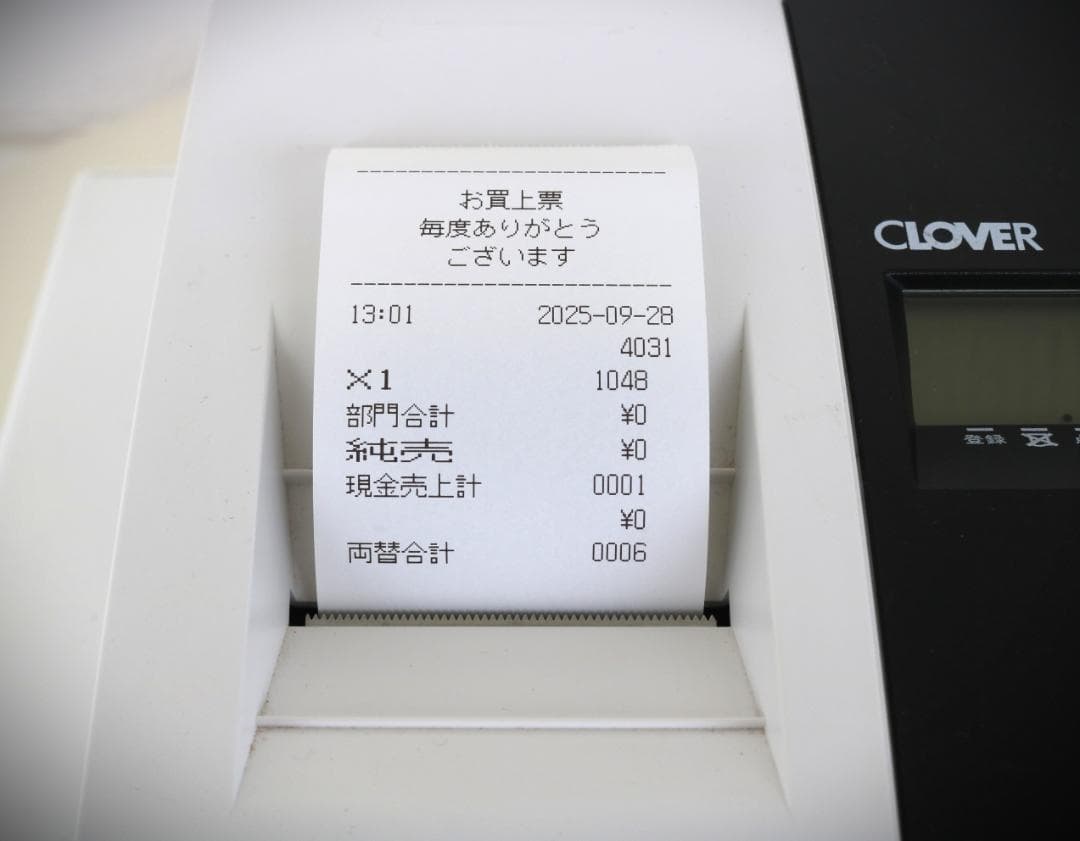 お買上票
毎度ありがとう
ございます
13:01 2025-09-28
4031
X1 1048
部門合計 ¥0
純売 ¥0
現金売上計 0001
¥0
両替合計 0006
CLOVER
登録